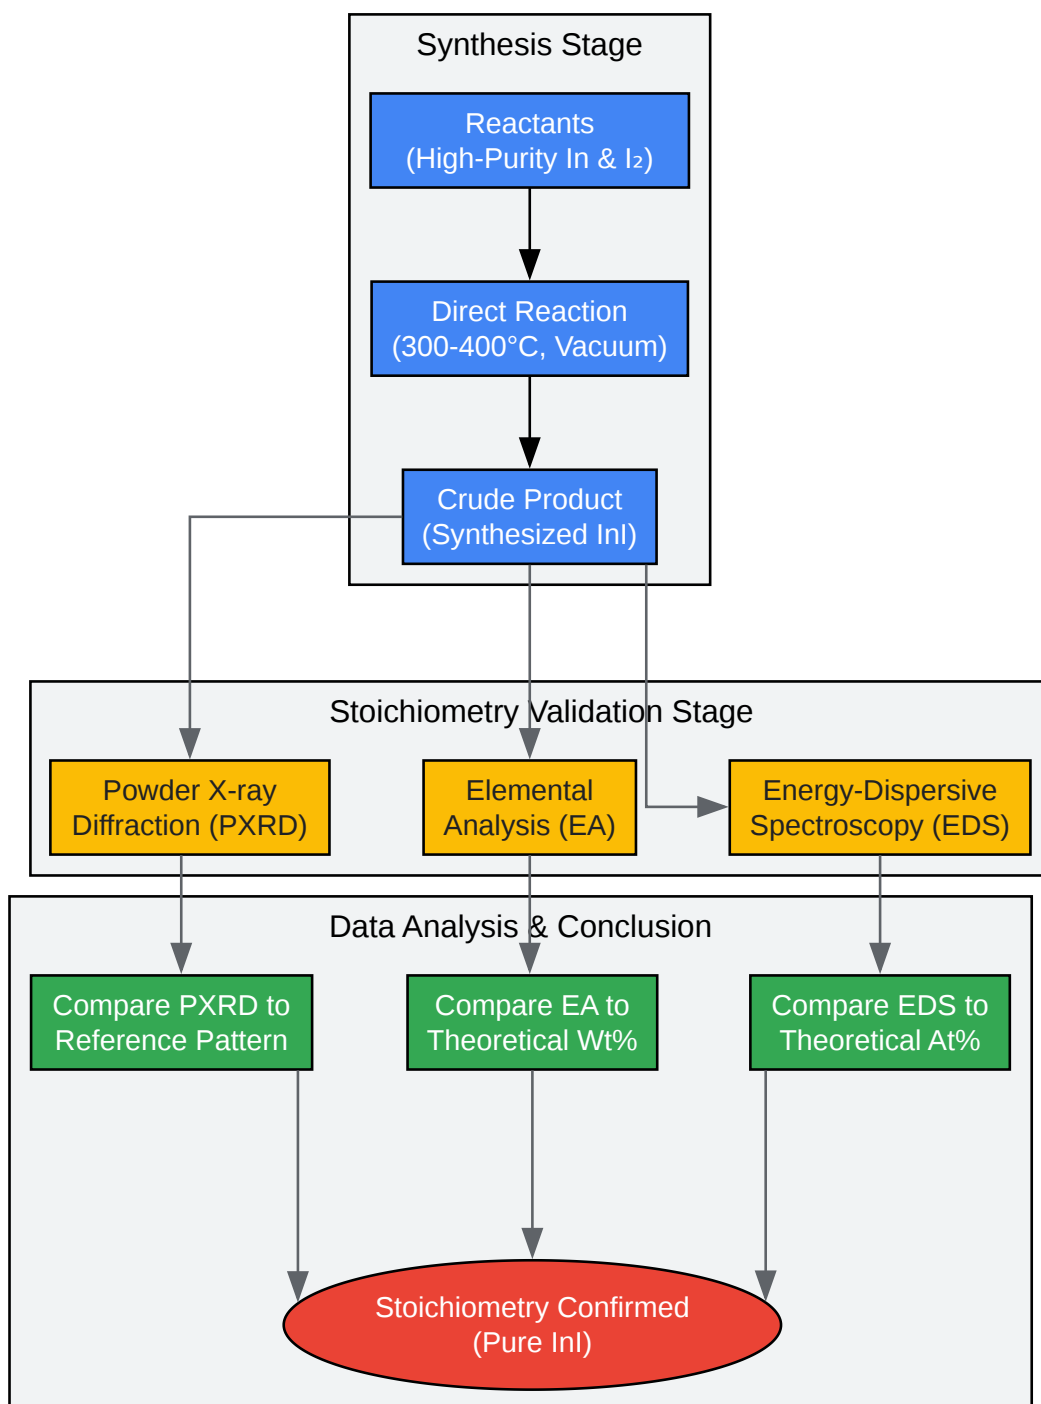 Synthesis Stage
Reactants
(High-Purity In & I₂)
Direct Reaction
(300-400°C, Vacuum)
Crude Product
(Synthesized InI)
Stoichiometry Validation Stage
Powder X-ray
Diffraction (PXRD)
Elemental
Analysis (EA)
Energy-Dispersive
Spectroscopy (EDS)
Data Analysis & Conclusion
Compare PXRD to
Reference Pattern
Compare EA to
Theoretical Wt%
Compare EDS to
Theoretical At%
Stoichiometry Confirmed
(Pure InI)